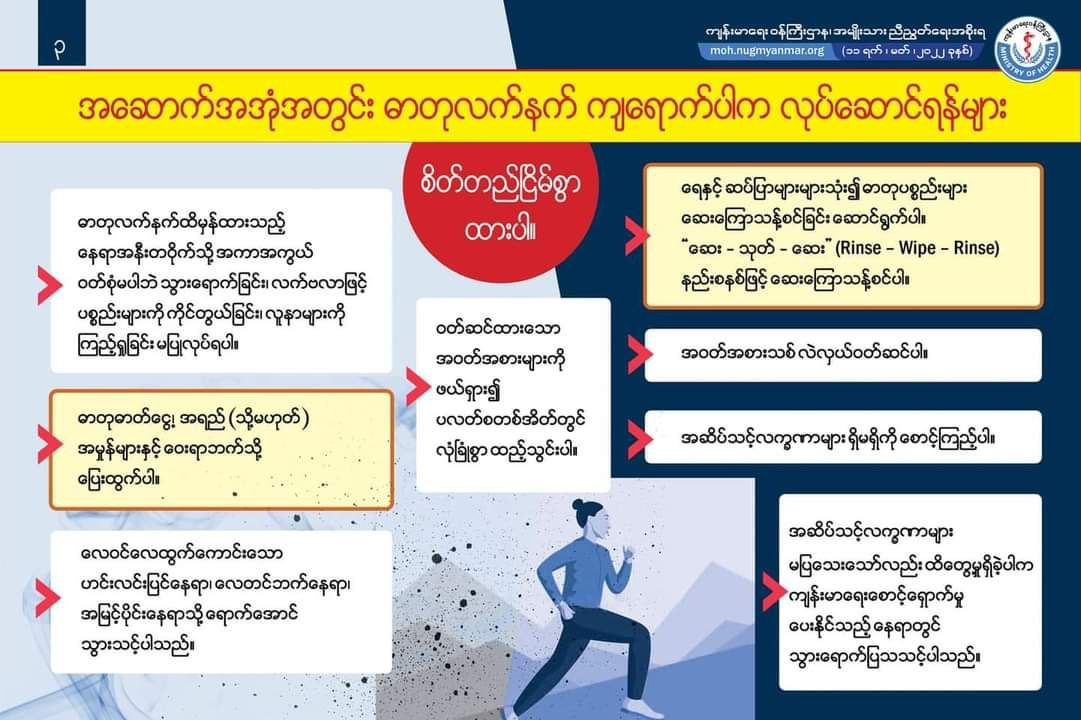 ၃
ကျန်းမာရေး ဝန်ကြီးဌာန၊ အမျိုးသား ညီညွတ်ရေးအစိုးရ
moh.nugmyanmar.org
(၁၁ ရက် ၊ မတ် ၊၂၀၂၂ ခုနှစ်)
ကျန်းမာရေးဝန်ကြီးဌာန
MINISTRY OF HEALTH
အဆောက်အအုံအတွင်း ဓာတုလက်နက် ကျရောက်ပါက လုပ်ဆောင်ရန်များ
စိတ်တည်ငြိမ်စွာ
ထားပါ။
ဓာတုလက်နက်ထိမှန်ထားသည့်
နေရာအနီးတဝိုက်သို့ အကာအကွယ်
ဝတ်စုံမပါဘဲ သွားရောက်ခြင်း၊ လက်ဗလာဖြင့်
ပစ္စည်းများကို ကိုင်တွယ်ခြင်း၊ လူနာများကို
ကြည့်ရှုခြင်း မပြုလုပ်ရပါ။
ဓာတုဓာတ်ငွေ့၊ အရည် (သို့မဟုတ်)
အမှုန်များနှင့် ဝေးရာဘက်သို့
ပြေးထွက်ပါ။
လေဝင်လေထွက်ကောင်းသော
ဟင်းလင်းပြင်နေရာ၊ လေတင်ဘက်နေရာ၊
အမြင့်ပိုင်းနေရာသို့ ရောက်အောင်
သွားသင့်ပါသည်။
ဝတ်ဆင်ထားသော
အဝတ်အစားများကို
ဖယ်ရှား၍
ပလတ်စတစ်အိတ်တွင်
လုံခြုံစွာ ထည့်သွင်းပါ။
ရေနှင့် ဆပ်ပြာများများသုံး၍ ဓာတုပစ္စည်းများ
ဆေးကြောသန့်စင်ခြင်း ဆောင်ရွက်ပါ။
“ဆေး – သုတ် – ဆေး” (Rinse – Wipe – Rinse)
နည်းစနစ်ဖြင့် ဆေးကြောသန့်စင်ပါ။
အဝတ်အစားသစ် လဲလှယ်ဝတ်ဆင်ပါ။
အဆိပ်သင့်လက္ခဏာများ ရှိမရှိကို စောင့်ကြည့်ပါ။
အဆိပ်သင့်လက္ခဏာများ
မပြသေးသော်လည်း ထိတွေ့မှုရှိခဲ့ပါက
ကျန်းမာရေးစောင့်ရှောက်မှု
ပေးနိုင်သည့် နေရာတွင်
သွားရောက်ပြသသင့်ပါသည်။